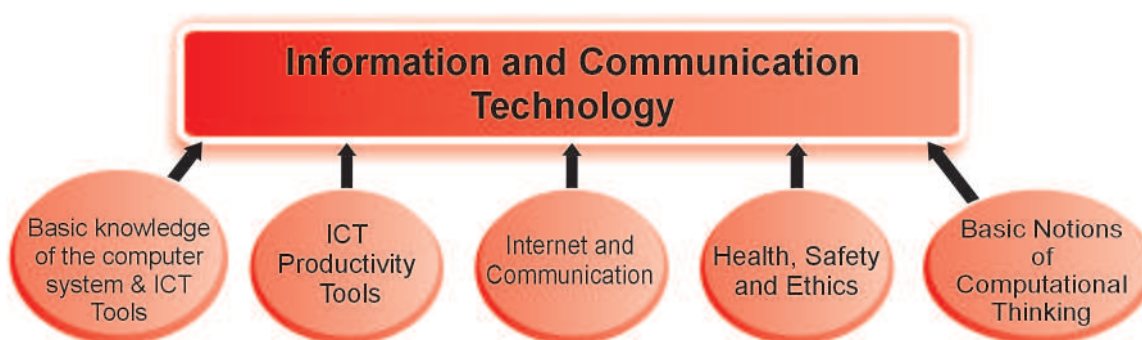 Information and Communication
Technology
Basic knowledge
of the computer
system & ICT
Tools
ICT
Productivity
Tools
Internet and
Communication
Health, Safety
and Ethics
Basic Notions
of
Computational
Thinking